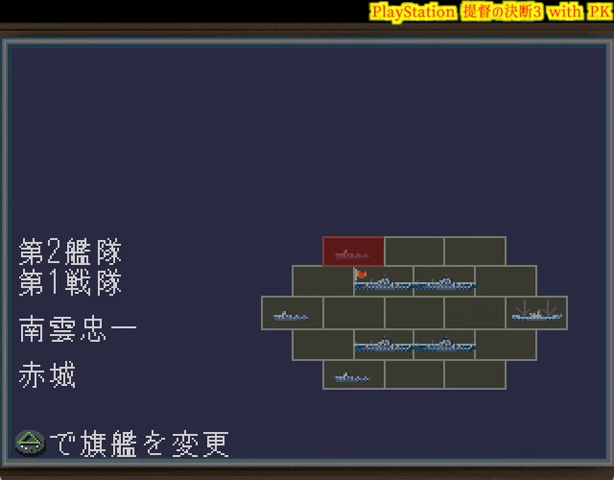 PlayStation 提督の決断3 with PK
第2艦隊
第1戦隊
南雲忠一
赤城
で旗艦を変更